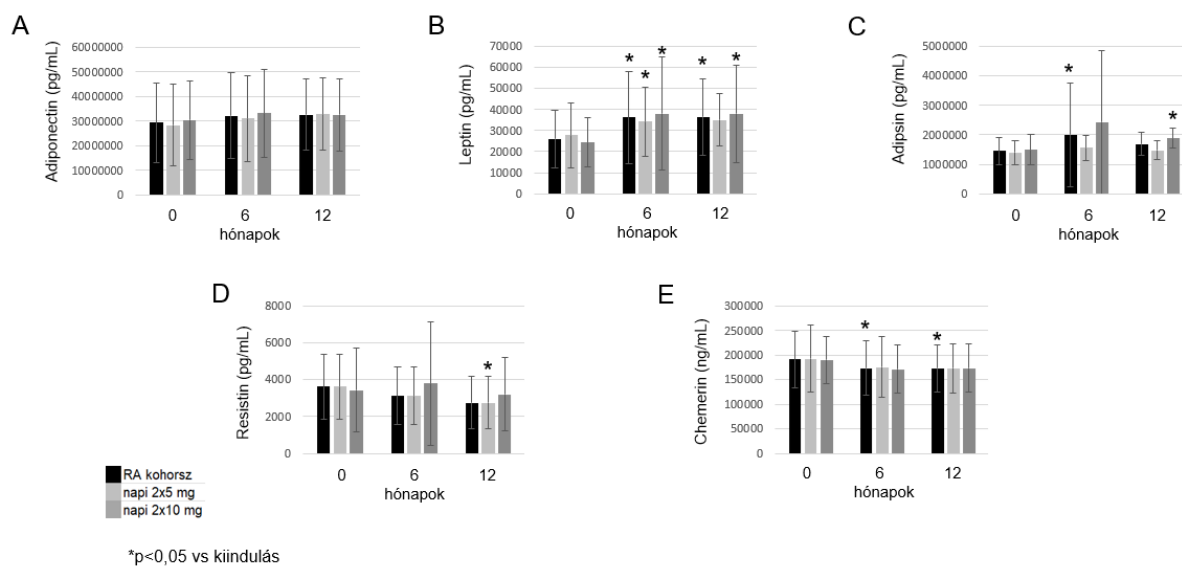 A
Adiponectin (pg/mL)
60000000
50000000
40000000
30000000
20000000
10000000
0
0 6 12
hónapok
B
Leptin (pg/mL)
70000
60000
50000
40000
30000
20000
10000
0
* * * * *
0 6 12
hónapok
C
Adipsin (pg/mL)
5000000
4000000
3000000
2000000
1000000
0
* *
0 6 12
hónapok
D
Resistin (pg/mL)
8000
6000
4000
2000
0
*
0 6 12
hónapok
E
Chemerin (ng/mL)
300000
250000
200000
150000
100000
50000
0
* *
0 6 12
hónapok
RA kohorsz
napi 2x5 mg
napi 2x10 mg
*p<0,05 vs kiindulás